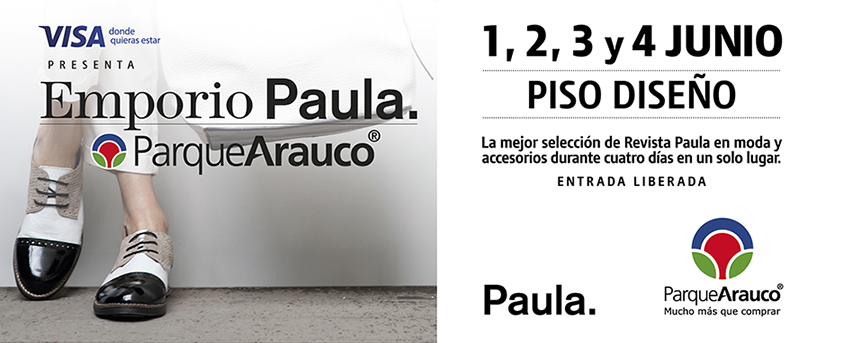 VISA donde
quieras estar
PRESENTA
Emporio Paula.
ParqueArauco®
1, 2, 3 y 4 JUNIO
PISO DISEÑO
La mejor selección de Revista Paula en moda y
accesorios durante cuatro días en un solo lugar.
ENTRADA LIBERADA
Paula.
ParqueArauco®
Mucho más que comprar